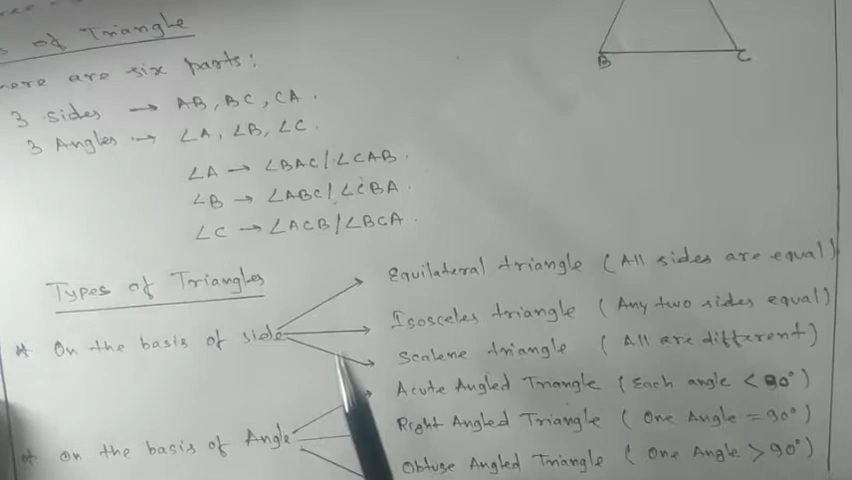 of Triangle
B C
here are six parts:
3 sides → AB, BC, CA.
3 Angles → ∠A, ∠B, ∠C.
∠A → ∠BAC/∠CAB.
∠B → ∠ABC/∠CBA.
∠C → ∠ACB/∠BCA.
Types of Triangles
* On the basis of side
Equilateral triangle (All sides are equal)
Isosceles triangle (Any two sides equal)
Scalene triangle (All are different)
* On the basis of Angle
Acute Angled Triangle (Each angle < 90°)
Right Angled Triangle (One Angle = 90°)
Obtuse Angled Triangle (One Angle > 90°)